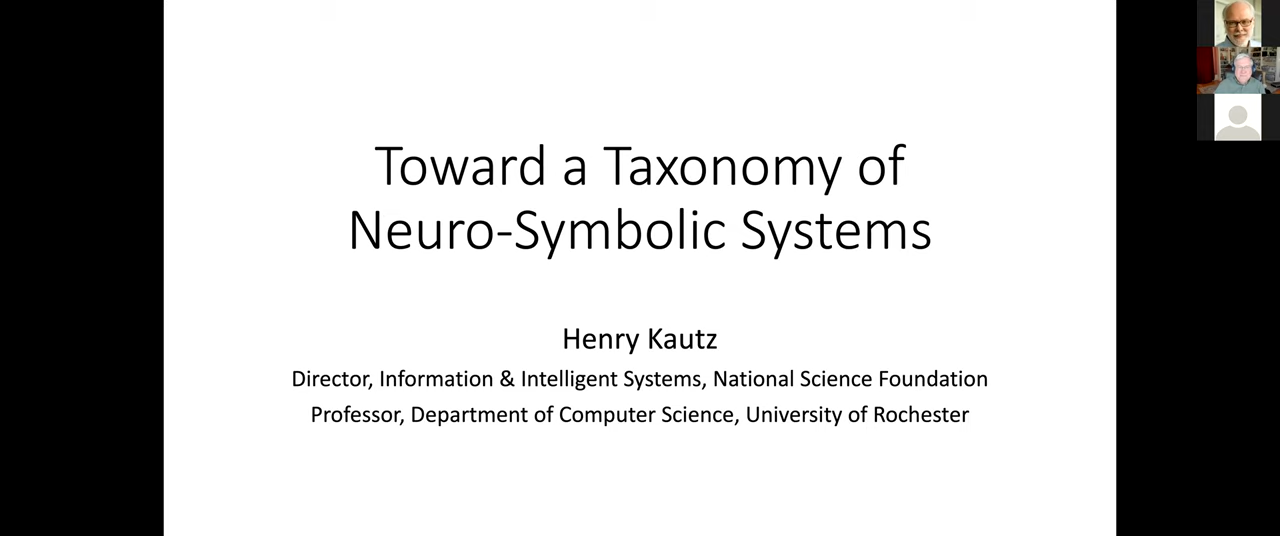 Toward a Taxonomy of
Neuro-Symbolic Systems
Henry Kautz
Director, Information & Intelligent Systems, National Science Foundation
Professor, Department of Computer Science, University of Rochester